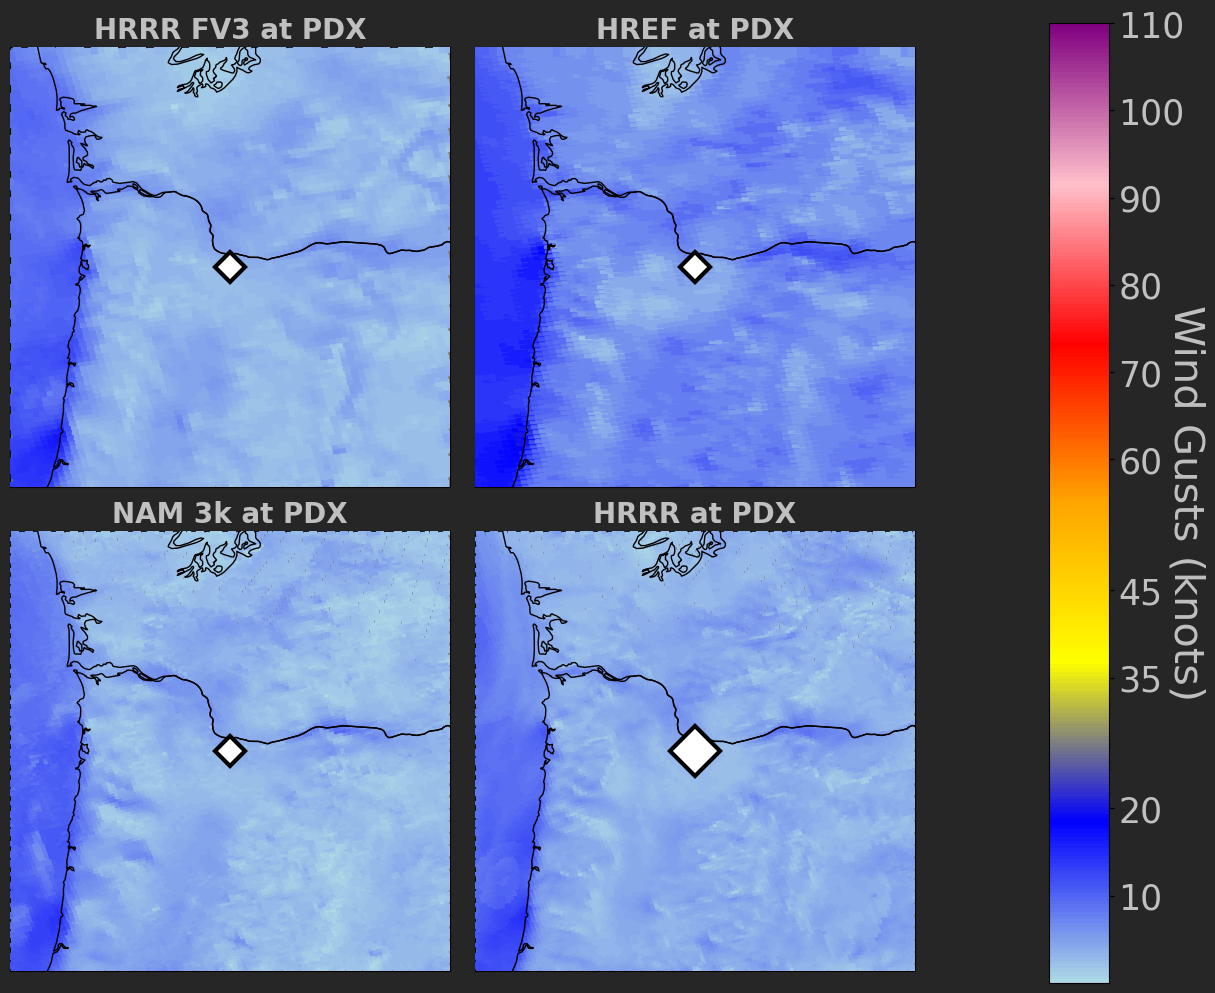 HRRR FV3 at PDX
HREF at PDX
NAM 3k at PDX
HRRR at PDX
110
100
90
80
70
60
45
35
20
10
Wind Gusts (knots)